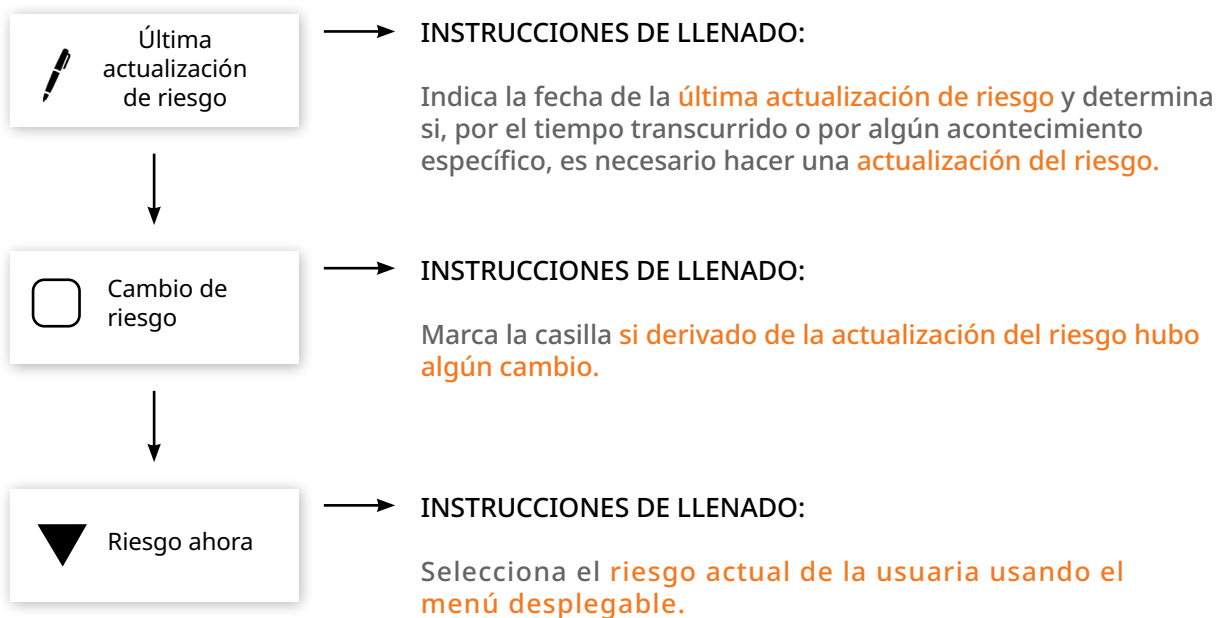 Última
actualización
de riesgo
INSTRUCCIONES DE LLENADO:
Indica la fecha de la última actualización de riesgo y determina
si, por el tiempo transcurrido o por algún acontecimiento
específico, es necesario hacer una actualización del riesgo.
Cambio de
riesgo
INSTRUCCIONES DE LLENADO:
Marca la casilla si derivado de la actualización del riesgo hubo
algún cambio.
Riesgo ahora
INSTRUCCIONES DE LLENADO:
Selecciona el riesgo actual de la usuaria usando el
menú desplegable.